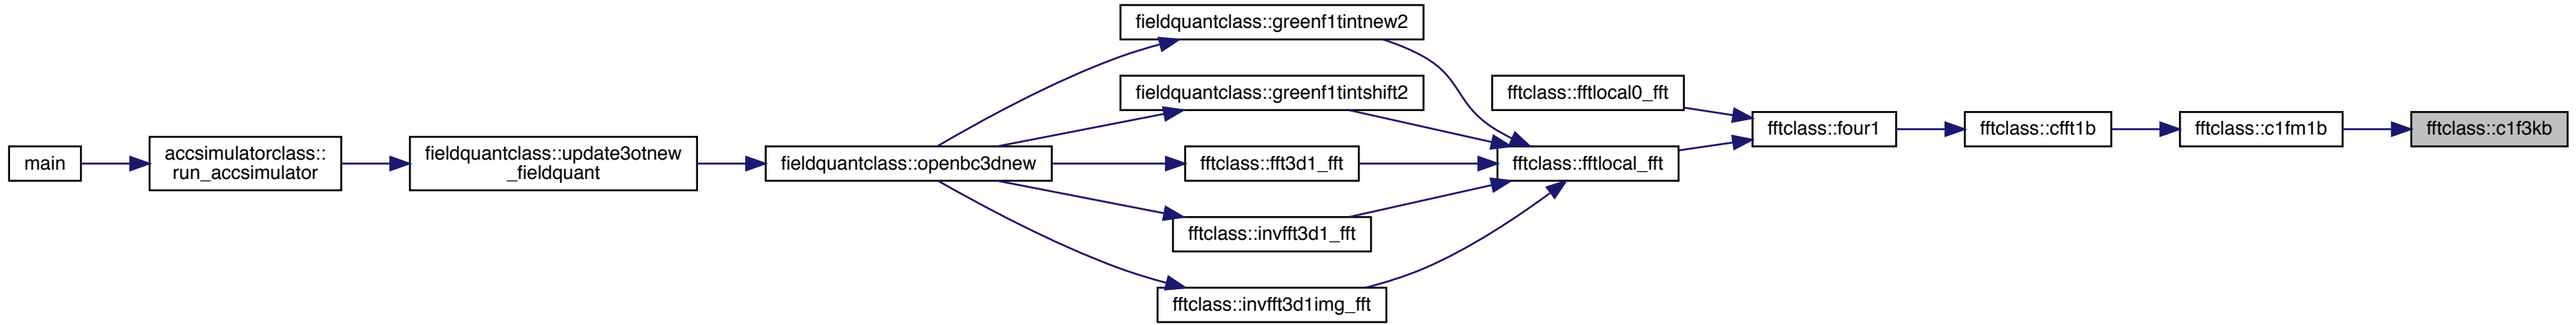 main
accsimulatorclass::
run_accsimulator
fieldquantclass::update3otnew
_fieldquant
fieldquantclass::openbc3dnew
fieldquantclass::greenf1tintnew2
fieldquantclass::greenf1tintshift2
fftclass::fft3d1_fft
fftclass::invfft3d1_fft
fftclass::invfft3d1img_fft
fftclass::fftlocal0_fft
fftclass::fftlocal_fft
fftclass::four1
fftclass::cfft1b
fftclass::c1fm1b
fftclass::c1f3kb